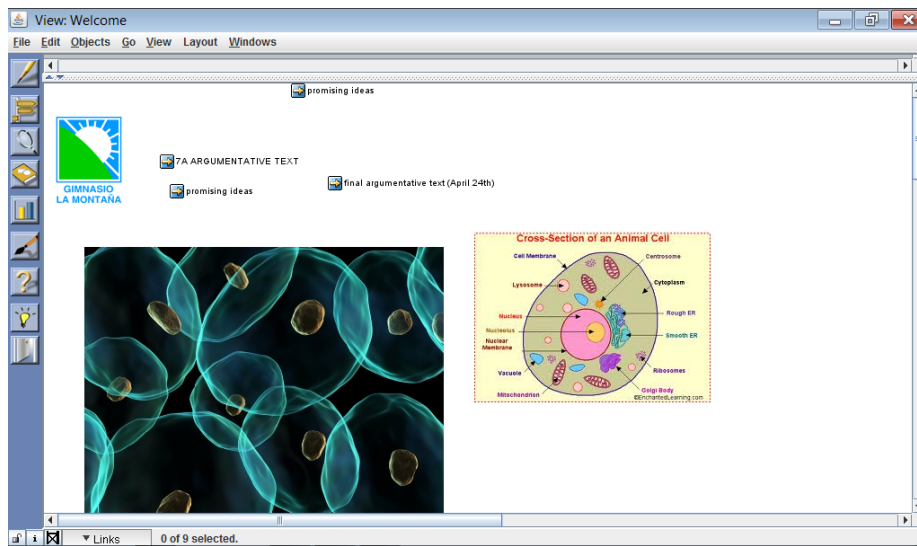 View: Welcome
File Edit Objects Go View Layout Windows
promising ideas
7A ARGUMENTATIVE TEXT
final argumentative text (April 24th)
promising ideas
GIMNASIO
LA MONTAÑA
Cross-Section of an Animal Cell
Cell Membrane
Centrosome
Lysosome
Cytoplasm
Nucleus
Rough ER
Nucleolus
Smooth ER
Nuclear
Membrane
Vacuole
Ribosomes
Mitochondrion
Golgi Body
©EnchantedLearning.com
Links
0 of 9 selected.